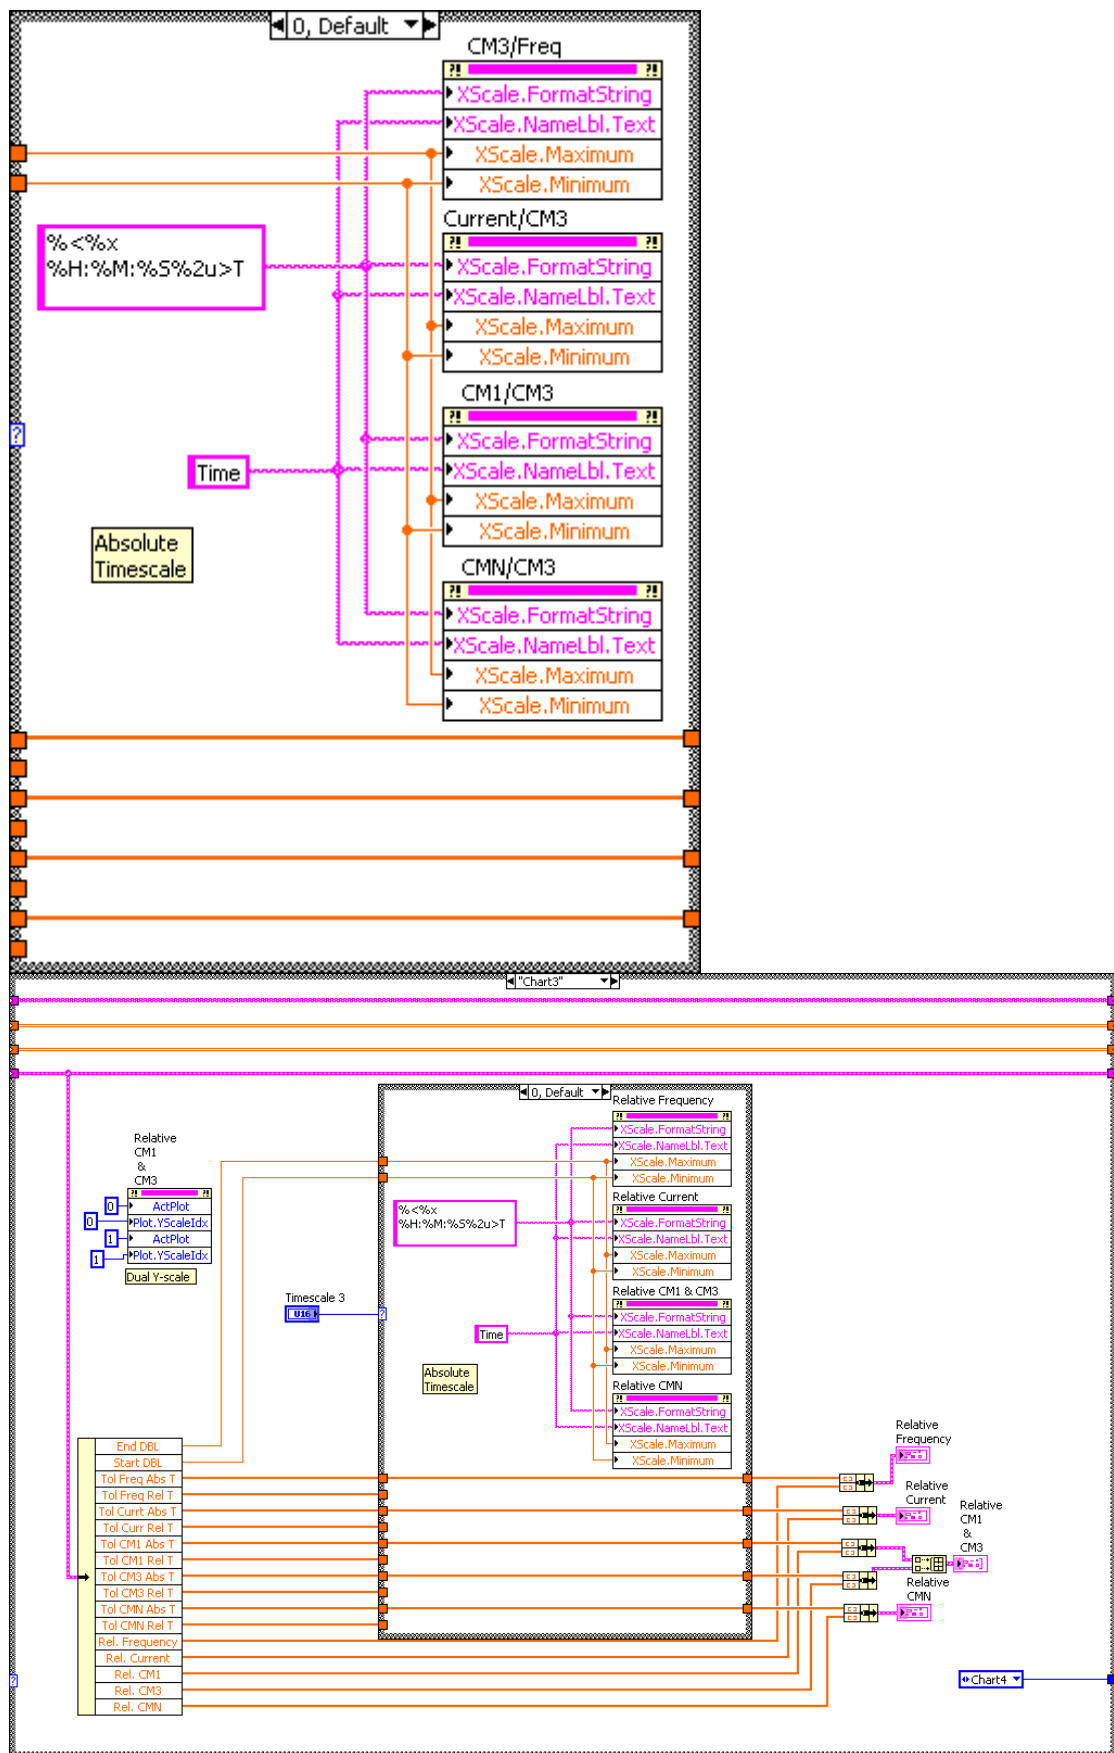 0, Default
CM3/Freq
XScale.FormatString
XScale.NameLbl.Text
XScale.Maximum
XScale.Minimum
Current/CM3
%<%x
%H:%M:%S%2u>T
XScale.FormatString
XScale.NameLbl.Text
XScale.Maximum
XScale.Minimum
CM1/CM3
?
XScale.FormatString
Time
XScale.NameLbl.Text
XScale.Maximum
XScale.Minimum
Absolute
Timescale
CMN/CM3
XScale.FormatString
XScale.NameLbl.Text
XScale.Maximum
XScale.Minimum
"Chart3"
0, Default
Relative Frequency
XScale.FormatString
XScale.NameLbl.Text
XScale.Maximum
XScale.Minimum
Relative
CM1
&
CM3
0 ActPlot
0 Plot.YScaleIdx
1 ActPlot
1 Plot.YScaleIdx
Dual Y-scale
Relative Current
%<%x
%H:%M:%S%2u>T
XScale.FormatString
XScale.NameLbl.Text
XScale.Maximum
XScale.Minimum
Timescale 3
U16
?
Relative CM1 & CM3
XScale.FormatString
Time
XScale.NameLbl.Text
XScale.Maximum
XScale.Minimum
Absolute
Timescale
Relative CMN
XScale.FormatString
XScale.NameLbl.Text
XScale.Maximum
XScale.Minimum
End DBL
Start DBL
Tol Freq Abs T
Tol Freq Rel T
Tol Currt Abs T
Tol Curr Rel T
Tol CM1 Abs T
Tol CM1 Rel T
Tol CM3 Abs T
Tol CM3 Rel T
Tol CMN Abs T
Tol CMN Rel T
Rel. Frequency
Rel. Current
Rel. CM1
Rel. CM3
Rel. CMN
Relative
Frequency
Relative
Current
Relative
CM1
&
CM3
Relative
CMN
?
Chart4